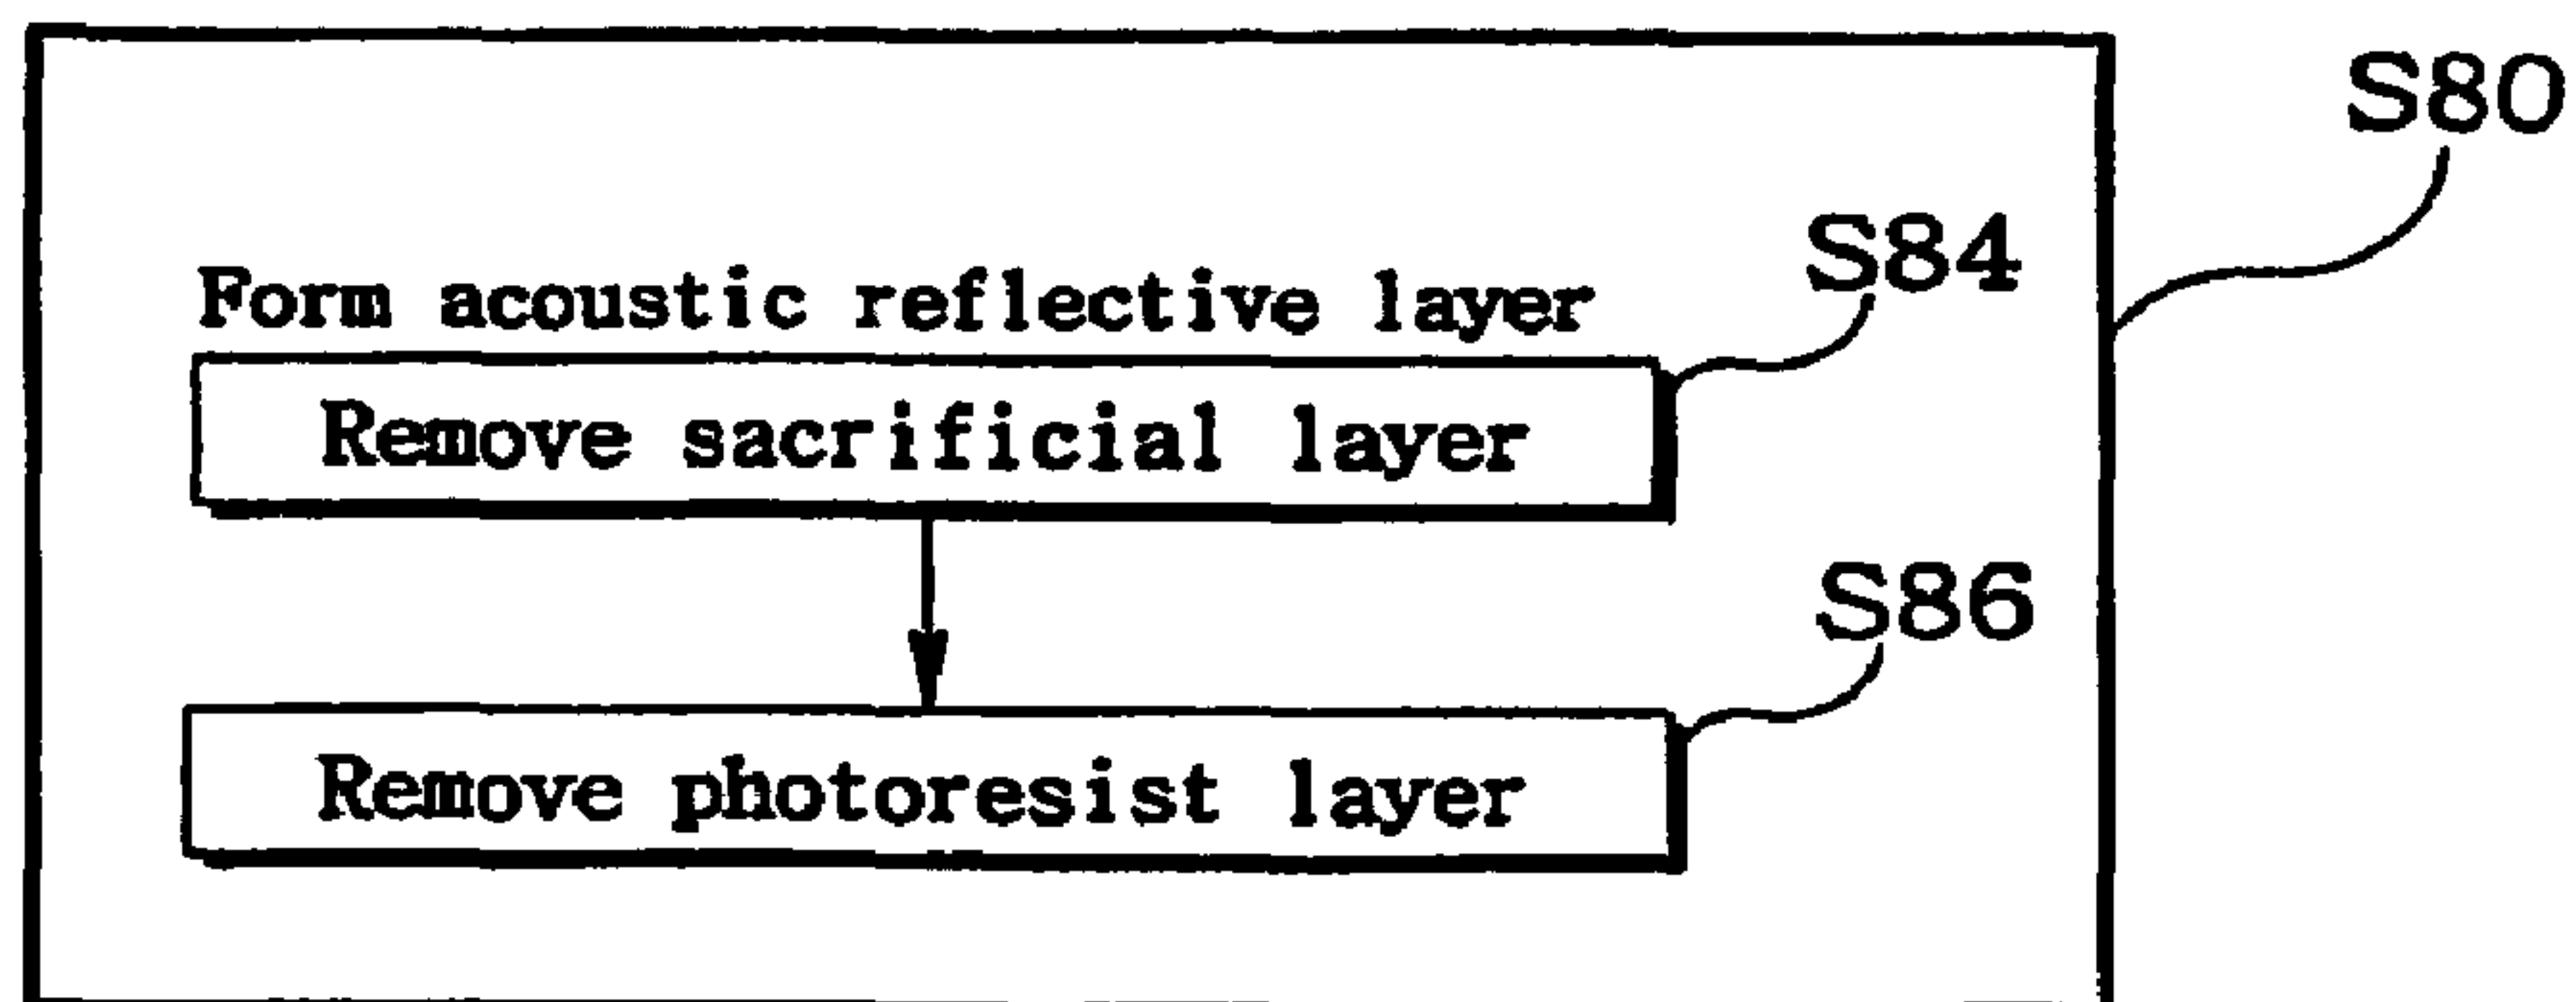 S80
S84
Form acoustic reflective layer
Remove sacrificial layer
S86
Remove photoresist layer